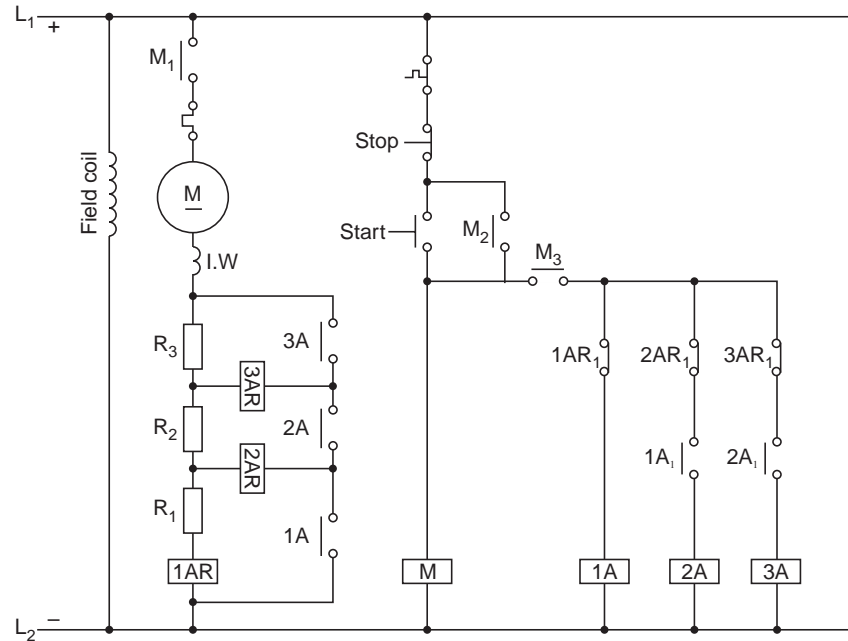 L1 +
M1
Field coil
Stop
M
Start
M2
I.W
M3
R3
3A
3AR
1AR1
2AR1
3AR1
R2
2A
2AR
1A1
2A1
R1
1A
1AR
M
1A
2A
3A
L2 −